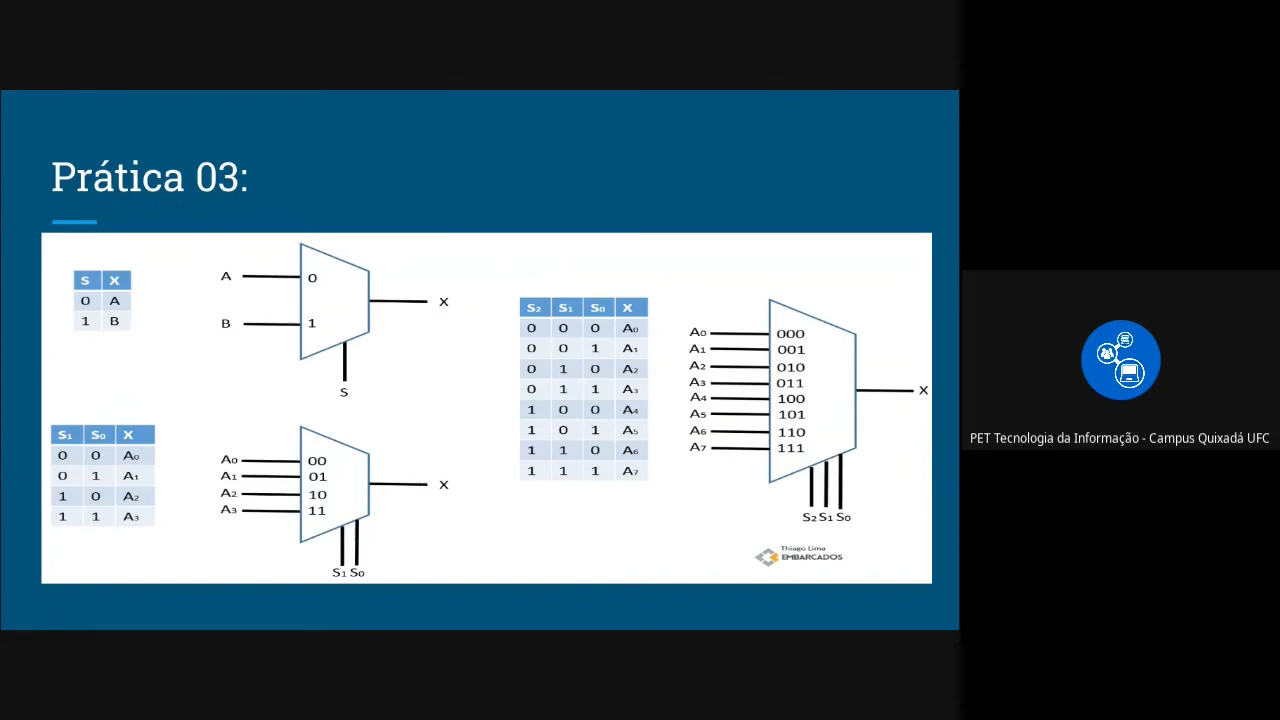 Prática 03:
S X
0 A
1 B
A 0
B 1
X
S
S₁ S₀ X
0 0 A₀
0 1 A₁
1 0 A₂
1 1 A₃
A₀ 00
A₁ 01
A₂ 10
A₃ 11
X
S₁ S₀
S₂ S₁ S₀ X
0 0 0 A₀
0 0 1 A₁
0 1 0 A₂
0 1 1 A₃
1 0 0 A₄
1 0 1 A₅
1 1 0 A₆
1 1 1 A₇
A₀ 000
A₁ 001
A₂ 010
A₃ 011
A₄ 100
A₅ 101
A₆ 110
A₇ 111
X
S₂ S₁ S₀
Thiago Lima
EMBARCADOS
PET Tecnologia da Informação - Campus Quixadá UFC